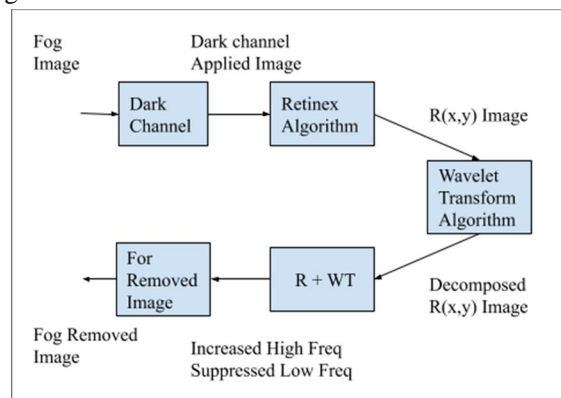 Fog
Image
Dark channel
Applied Image
Dark
Channel
Retinex
Algorithm
R(x,y) Image
Wavelet
Transform
Algorithm
Decomposed
R(x,y) Image
R + WT
Increased High Freq
Suppressed Low Freq
For
Removed
Image
Fog Removed
Image